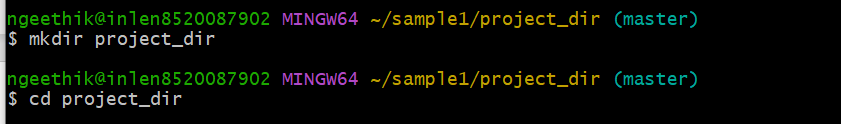 ngeethik@inlen8520087902 MINGW64 ~/sample1/project_dir (master)
$ mkdir project_dir
ngeethik@inlen8520087902 MINGW64 ~/sample1/project_dir (master)
$ cd project_dir